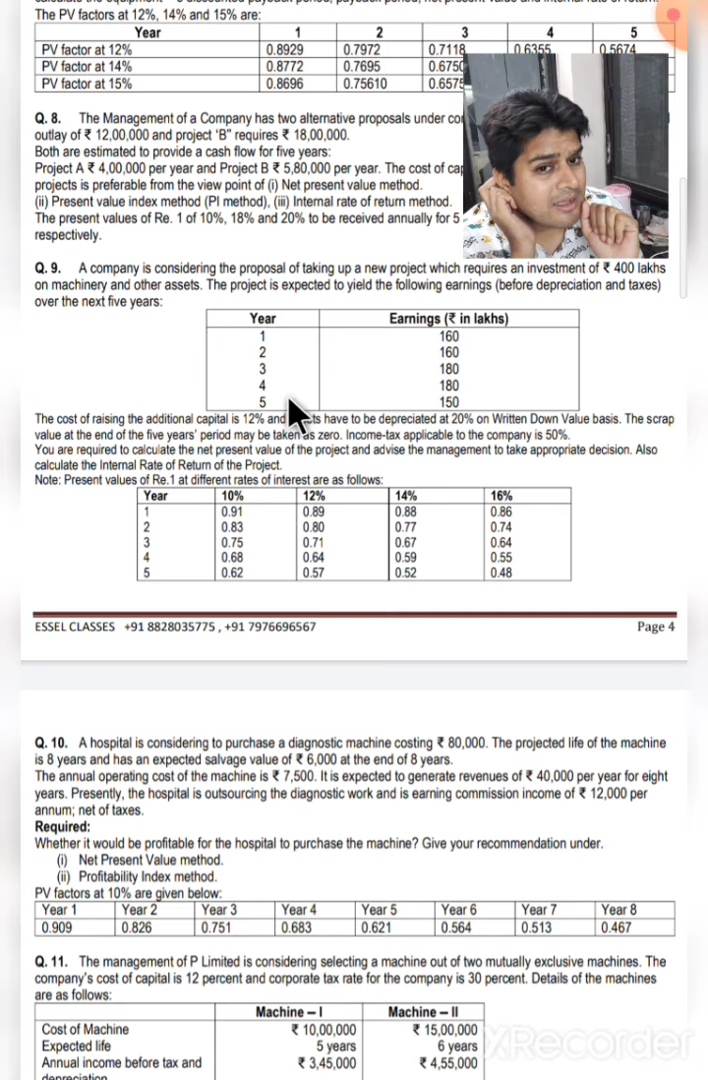 The PV factors at 12%, 14% and 15% are:
Year 1 2 3 4 5
PV factor at 12% 0.8929 0.7972 0.7118 0.6355 0.5674
PV factor at 14% 0.8772 0.7695 0.6750
PV factor at 15% 0.8696 0.75610 0.6575
Q. 8. The Management of a Company has two alternative proposals under
outlay of ₹ 12,00,000 and project 'B" requires ₹ 18,00,000.
Both are estimated to provide a cash flow for five years:
Project A ₹ 4,00,000 per year and Project B ₹ 5,80,000 per year. The cost of
projects is preferable from the view point of (i) Net present value method.
(ii) Present value index method (PI method), (iii) Internal rate of return method.
The present values of Re. 1 of 10%, 18% and 20% to be received annually for 5
respectively.
Q. 9. A company is considering the proposal of taking up a new project which requires an investment of ₹ 400 lakhs
on machinery and other assets. The project is expected to yield the following earnings (before depreciation and taxes)
over the next five years:
Year Earnings (₹ in lakhs)
1 160
2 160
3 180
4 180
5 150
The cost of raising the additional capital is 12% and have to be depreciated at 20% on Written Down Value basis. The scrap
value at the end of the five years' period may be taken as zero. Income-tax applicable to the company is 50%.
You are required to calculate the net present value of the project and advise the management to take appropriate decision. Also
calculate the Internal Rate of Return of the Project.
Note: Present values of Re.1 at different rates of interest are as follows:
Year 10% 12% 14% 16%
1 0.91 0.89 0.88 0.86
2 0.83 0.80 0.77 0.74
3 0.75 0.71 0.67 0.64
4 0.68 0.64 0.59 0.55
5 0.62 0.57 0.52 0.48
ESSEL CLASSES +91 8828035775 , +91 7976696567 Page 4
Q. 10. A hospital is considering to purchase a diagnostic machine costing ₹ 80,000. The projected life of the machine
is 8 years and has an expected salvage value of ₹ 6,000 at the end of 8 years.
The annual operating cost of the machine is ₹ 7,500. It is expected to generate revenues of ₹ 40,000 per year for eight
years. Presently, the hospital is outsourcing the diagnostic work and is earning commission income of ₹ 12,000 per
annum; net of taxes.
Required:
Whether it would be profitable for the hospital to purchase the machine? Give your recommendation under.
(i) Net Present Value method.
(ii) Profitability Index method.
PV factors at 10% are given below:
Year 1 Year 2 Year 3 Year 4 Year 5 Year 6 Year 7 Year 8
0.909 0.826 0.751 0.683 0.621 0.564 0.513 0.467
Q. 11. The management of P Limited is considering selecting a machine out of two mutually exclusive machines. The
company's cost of capital is 12 percent and corporate tax rate for the company is 30 percent. Details of the machines
are as follows:
Machine – I Machine – II
Cost of Machine ₹ 10,00,000 ₹ 15,00,000
Expected life 5 years 6 years
Annual income before tax and ₹ 3,45,000 ₹ 4,55,000
depreciation
XRecorder